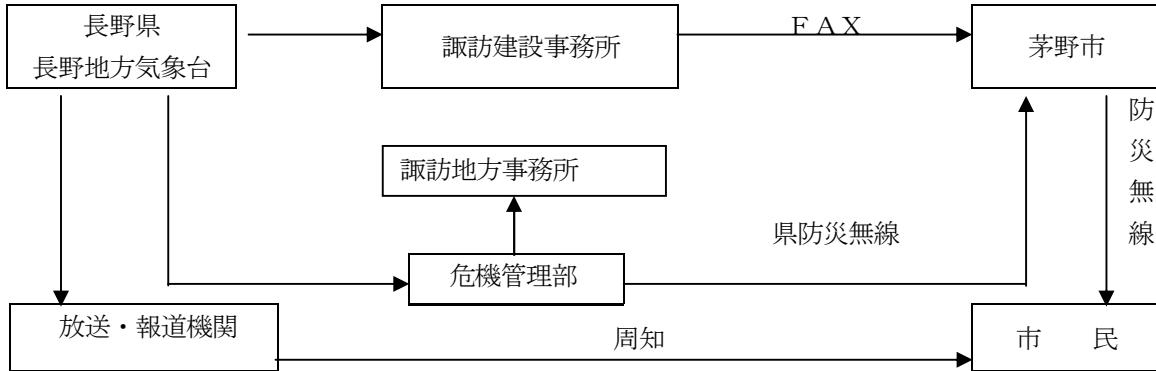 長野県
長野地方気象台
諏訪建設事務所
ＦＡＸ
茅野市
防災無線
諏訪地方事務所
県防災無線
危機管理部
放送・報道機関
周知
市　　民